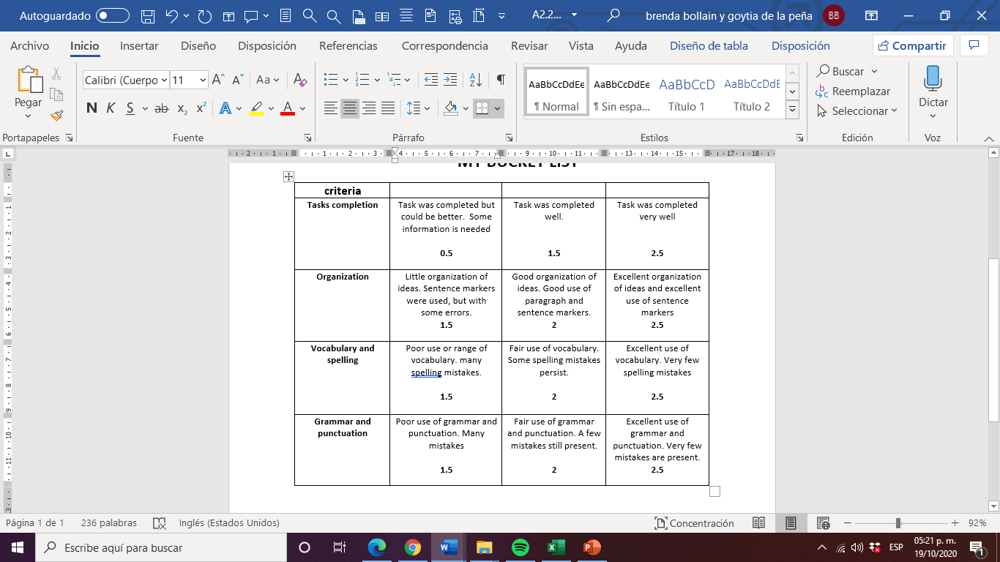 Autoguardado
A2.2...
brenda bollain y goytia de la peña
BB
Archivo Inicio Insertar Diseño Disposición Referencias Correspondencia Revisar Vista Ayuda Diseño de tabla Disposición
Compartir
Pegar
Calibri (Cuerpo 11
Aa
N K S ab x₂ x² A A
AaBbCcDdEe AaBbCcDdEe AaBbCcD AaBbCcDdE
¶ Normal ¶ Sin espa... Título 1 Título 2
Buscar
Reemplazar
Seleccionar
Dictar
Portapapeles Fuente Párrafo Estilos Edición Voz
MY BUCKET LIST
criteria
Tasks completion
Task was completed but
could be better. Some
information is needed
0.5
Task was completed
well.
1.5
Task was completed
very well
2.5
Organization
Little organization of
ideas. Sentence markers
were used, but with
some errors.
1.5
Good organization of
ideas. Good use of
paragraph and
sentence markers.
2
Excellent organization
of ideas and excellent
use of sentence
markers
2.5
Vocabulary and
spelling
Poor use or range of
vocabulary. many
spelling mistakes.
1.5
Fair use of vocabulary.
Some spelling mistakes
persist.
2
Excellent use of
vocabulary. Very few
spelling mistakes
2.5
Grammar and
punctuation
Poor use of grammar and
punctuation. Many
mistakes
1.5
Fair use of grammar
and punctuation. A few
mistakes still present.
2
Excellent use of
grammar and
punctuation. Very few
mistakes are present.
2.5
Página 1 de 1 236 palabras Inglés (Estados Unidos)
Concentración
92%
Escribe aquí para buscar
ESP
05:21 p. m.
19/10/2020